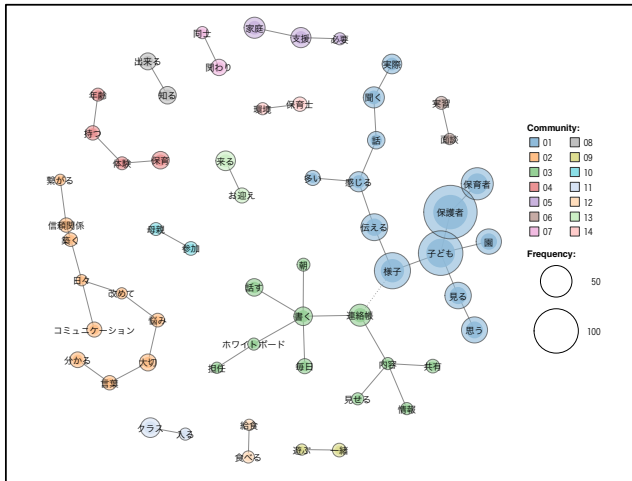 同士
家庭
支援
必要
関わり
出来る
知る
実際
聞く
年齢
環境
保育士
実習
面談
持つ
話
体験
保育
来る
お迎え
多い
感じる
保育者
保護者
繋がる
信頼関係
築く
母親
参加
伝える
子ども
園
様子
見る
思う
日々
改めて
朝
話す
書く
連絡帳
コミュニケーション
悩み
ホワイトボード
担任
毎日
内容
共有
見せる
情報
分かる
言葉
大切
クラス
入る
給食
食べる
遊ぶ
一緒
Community:
01 08
02 09
03 10
04 11
05 12
06 13
07 14
Frequency:
50
100